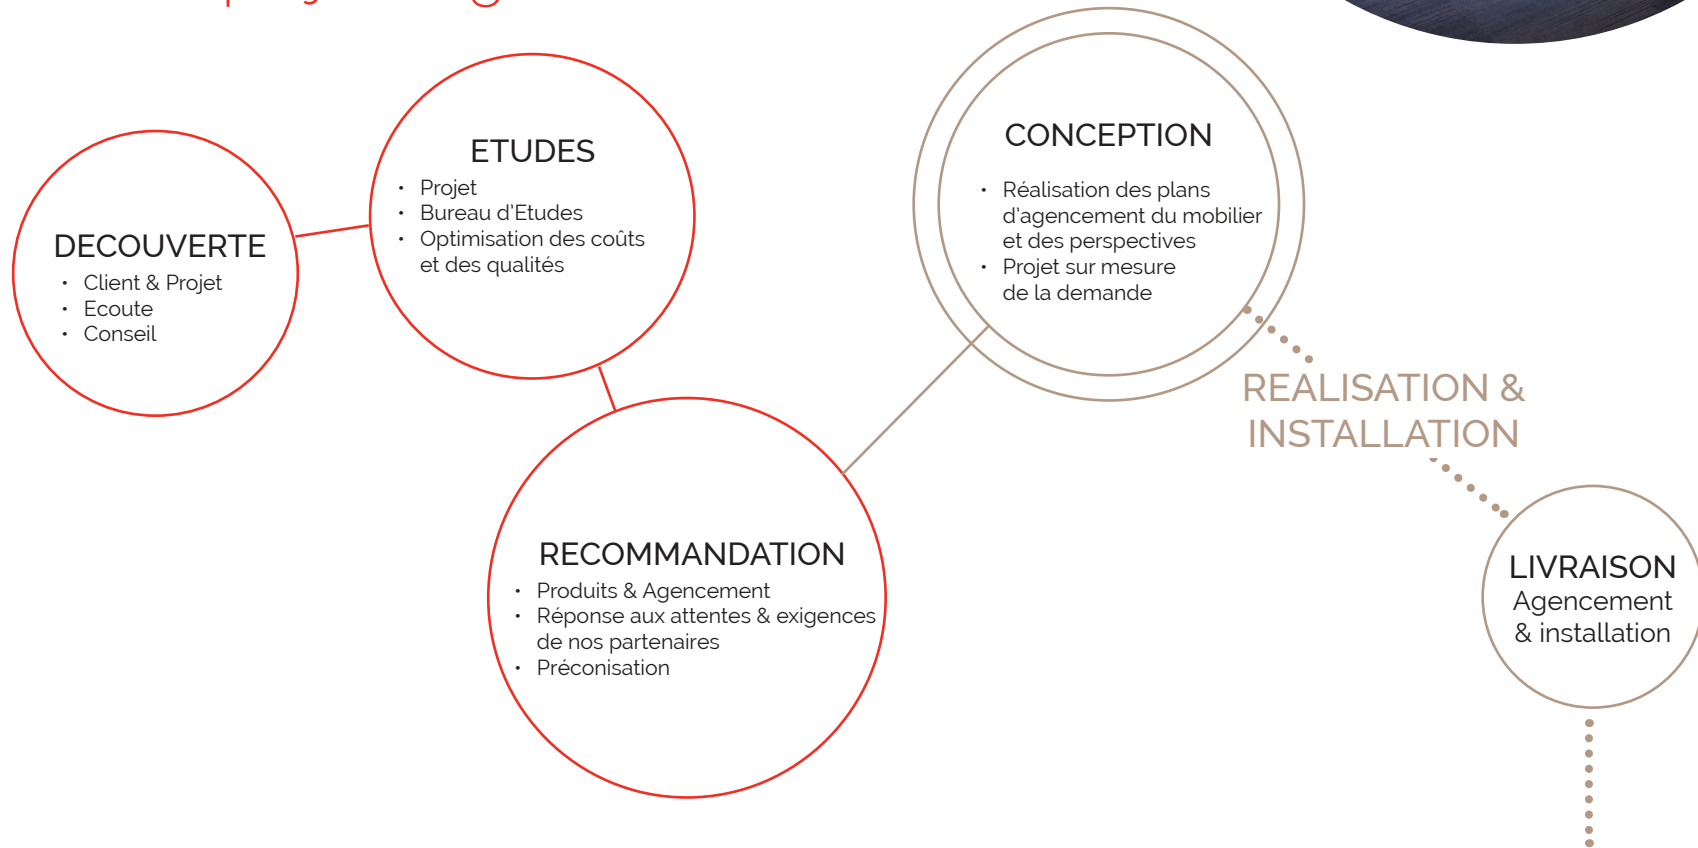 DECOUVERTE
• Client & Projet
• Ecoute
• Conseil
ETUDES
• Projet
• Bureau d'Etudes
• Optimisation des coûts
et des qualités
RECOMMANDATION
• Produits & Agencement
• Réponse aux attentes & exigences
de nos partenaires
• Préconisation
CONCEPTION
• Réalisation des plans
d'agencement du mobilier
et des perspectives
• Projet sur mesure
de la demande
REALISATION &
INSTALLATION
LIVRAISON
Agencement
& installation